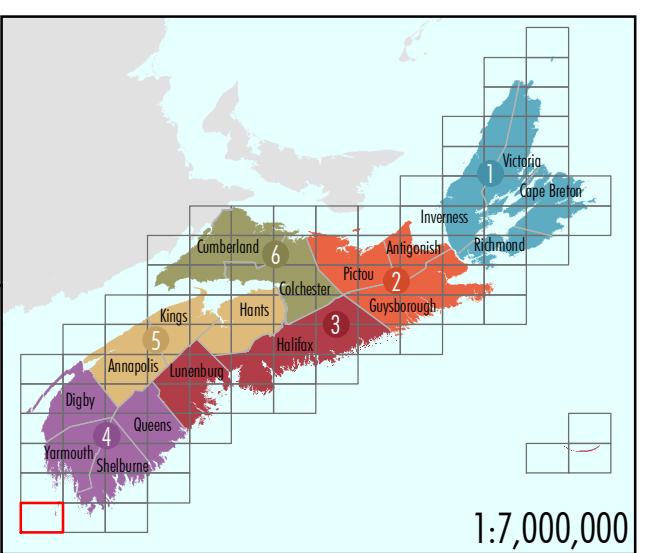 Victoria
1
Cape Breton
Inverness
Richmond
Cumberland
6
Antigonish
Pictou
2
Colchester
Guysborough
Kings
Hants
3
5
Halifax
Annapolis
Lunenburg
Digby
Queens
4
Yarmouth
Shelburne
1:7,000,000